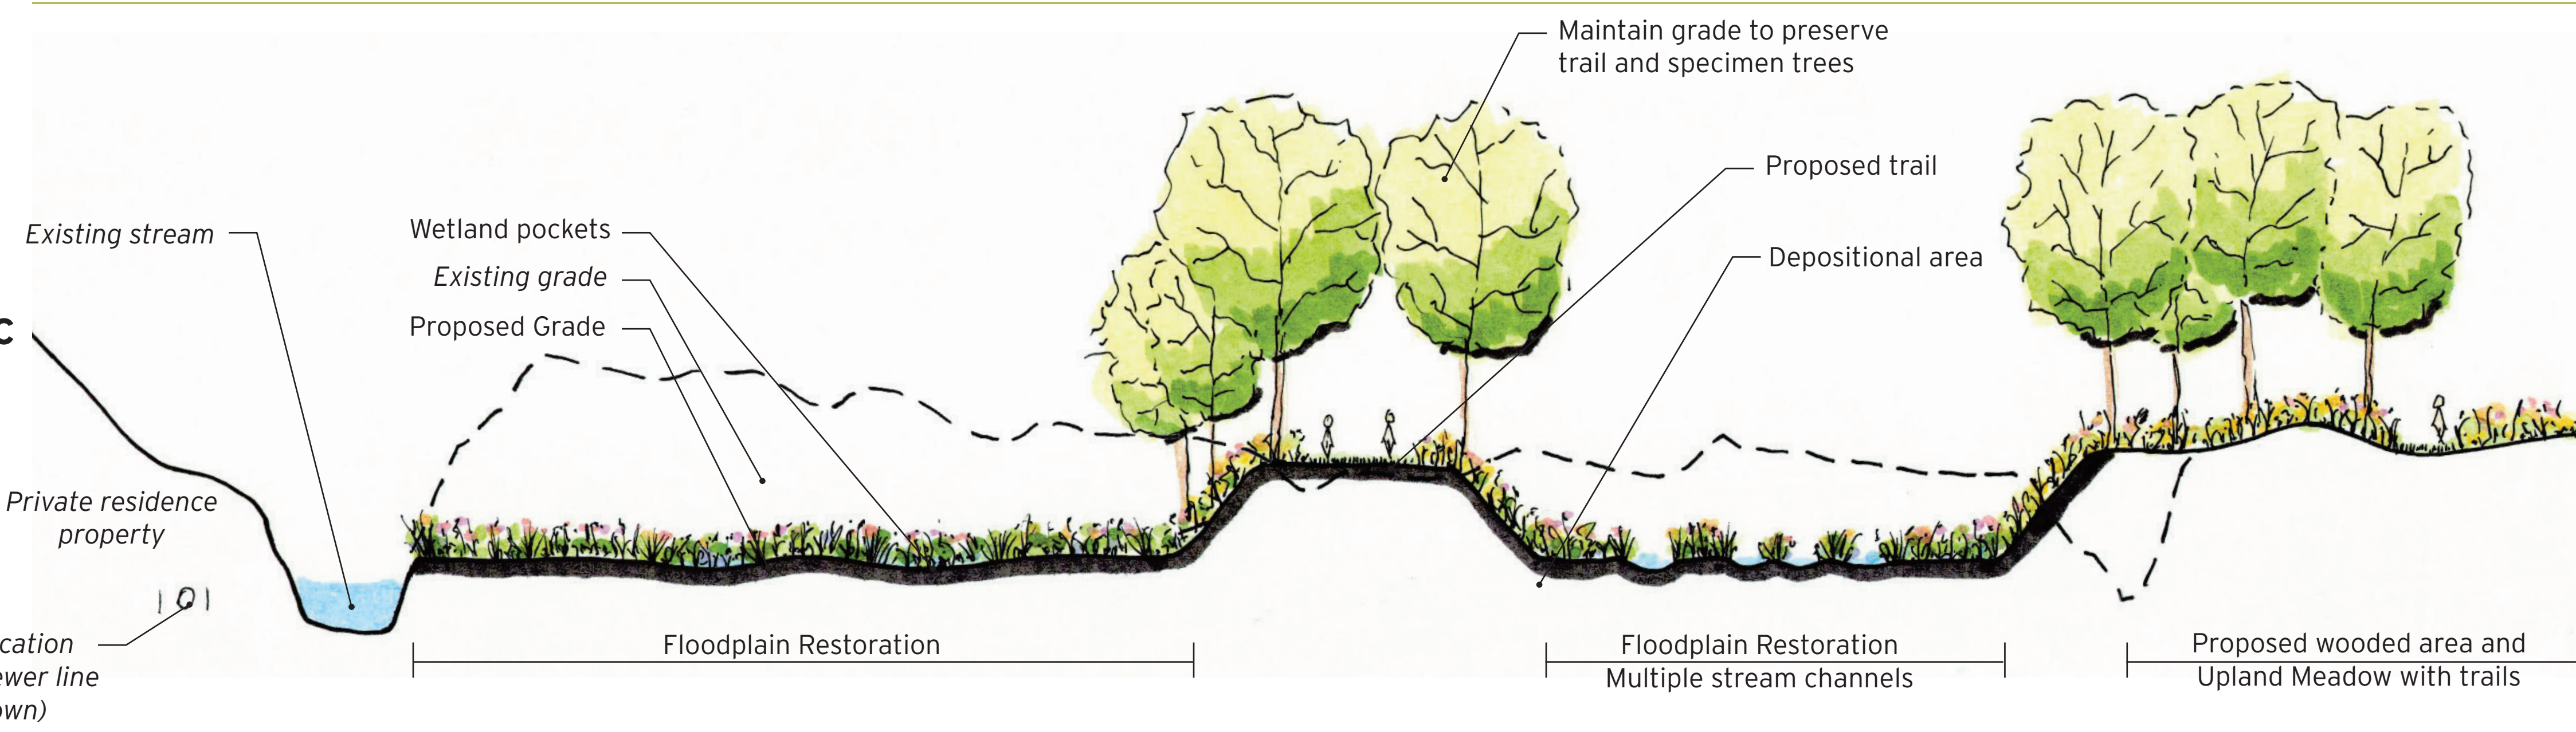 Maintain grade to preserve
trail and specimen trees
Proposed trail
Existing stream
Wetland pockets
Existing grade
Proposed Grade
Depositional area
C
Private residence
property
cation
ewer line
own)
Floodplain Restoration
Floodplain Restoration
Multiple stream channels
Proposed wooded area and
Upland Meadow with trails